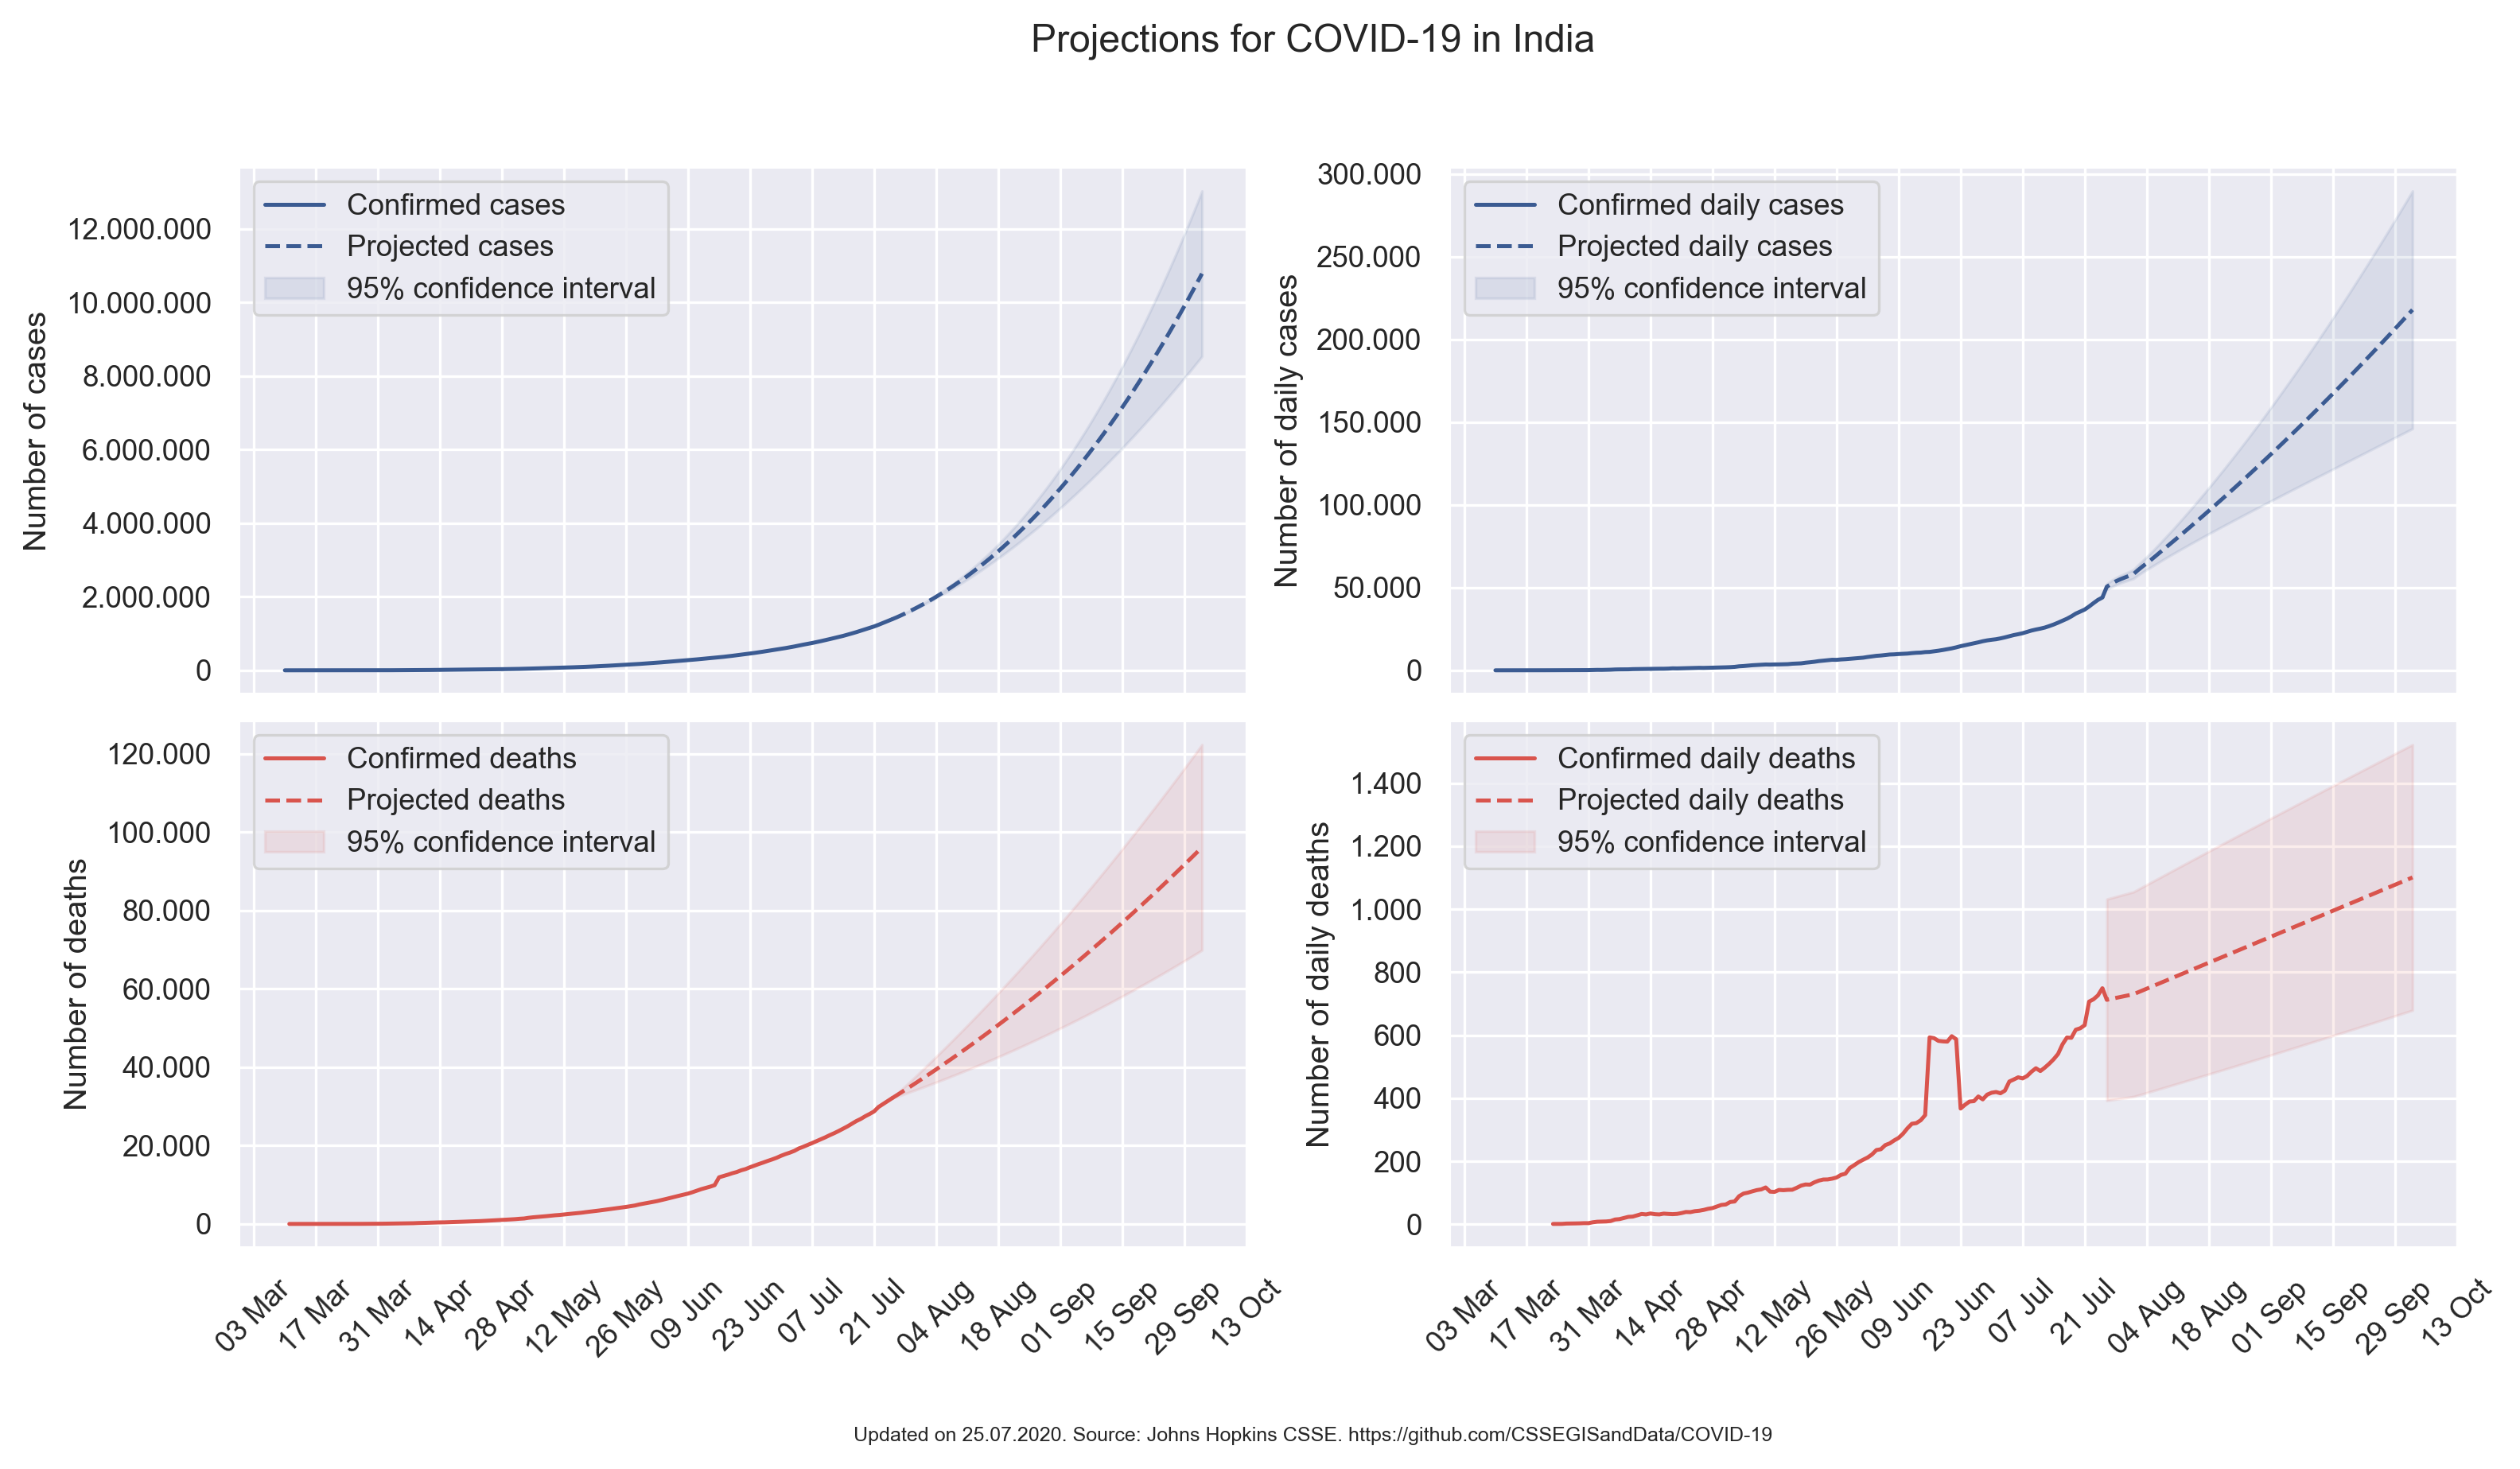 Projections for COVID-19 in India
Number of cases
12.000.000
10.000.000
8.000.000
6.000.000
4.000.000
2.000.000
0
Confirmed cases
Projected cases
95% confidence interval
Number of daily cases
300.000
250.000
200.000
150.000
100.000
50.000
0
Confirmed daily cases
Projected daily cases
95% confidence interval
Number of deaths
120.000
100.000
80.000
60.000
40.000
20.000
0
Confirmed deaths
Projected deaths
95% confidence interval
03 Mar
17 Mar
31 Mar
14 Apr
28 Apr
12 May
26 May
09 Jun
23 Jun
07 Jul
21 Jul
04 Aug
18 Aug
01 Sep
15 Sep
29 Sep
13 Oct
Number of daily deaths
1.400
1.200
1.000
800
600
400
200
0
Confirmed daily deaths
Projected daily deaths
95% confidence interval
03 Mar
17 Mar
31 Mar
14 Apr
28 Apr
12 May
26 May
09 Jun
23 Jun
07 Jul
21 Jul
04 Aug
18 Aug
01 Sep
15 Sep
29 Sep
13 Oct
Updated on 25.07.2020. Source: Johns Hopkins CSSE. https://github.com/CSSEGISandData/COVID-19